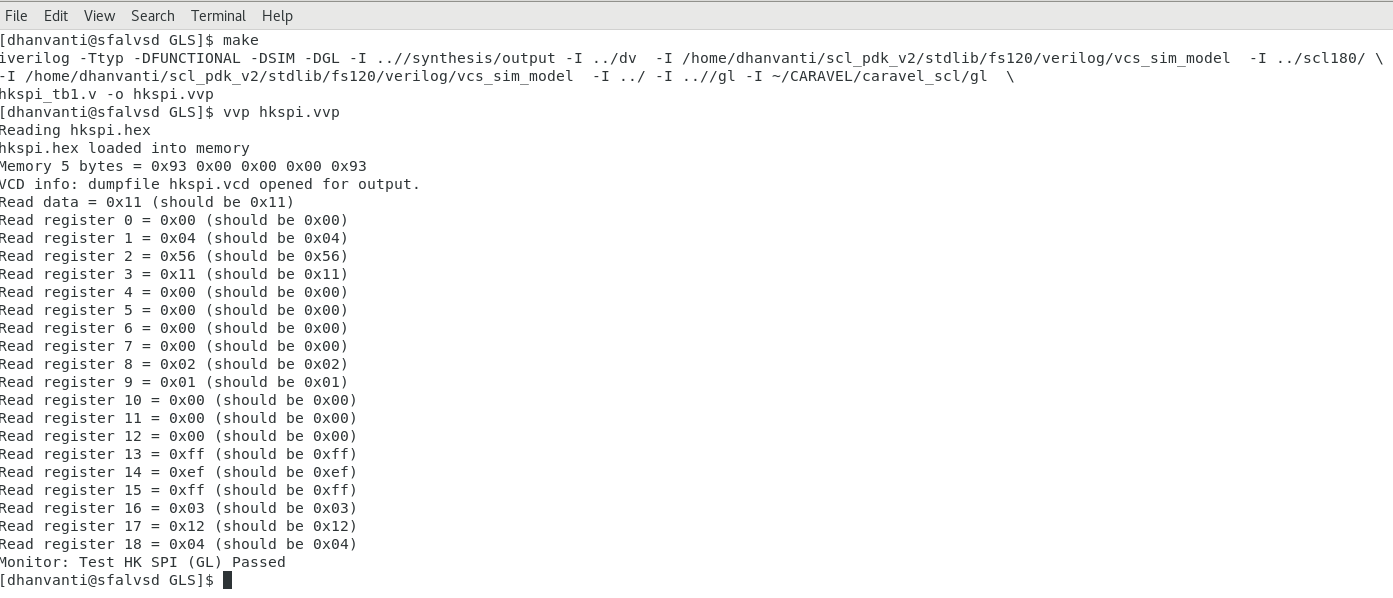 File Edit View Search Terminal Help
[dhanvanti@sfalvsd GLS]$ make
iverilog -Ttyp -DFUNCTIONAL -DSIM -DGL -I ..//synthesis/output -I ../dv  -I /home/dhanvanti/scl_pdk_v2/stdlib/fs120/verilog/vcs_sim_model  -I ../scl180/ \
-I /home/dhanvanti/scl_pdk_v2/stdlib/fs120/verilog/vcs_sim_model  -I ../ -I ..//gl -I ~/CARAVEL/caravel_scl/gl  \
hkspi_tb1.v -o hkspi.vvp
[dhanvanti@sfalvsd GLS]$ vvp hkspi.vvp
Reading hkspi.hex
hkspi.hex loaded into memory
Memory 5 bytes = 0x93 0x00 0x00 0x00 0x93
VCD info: dumpfile hkspi.vcd opened for output.
Read data = 0x11 (should be 0x11)
Read register 0 = 0x00 (should be 0x00)
Read register 1 = 0x04 (should be 0x04)
Read register 2 = 0x56 (should be 0x56)
Read register 3 = 0x11 (should be 0x11)
Read register 4 = 0x00 (should be 0x00)
Read register 5 = 0x00 (should be 0x00)
Read register 6 = 0x00 (should be 0x00)
Read register 7 = 0x00 (should be 0x00)
Read register 8 = 0x02 (should be 0x02)
Read register 9 = 0x01 (should be 0x01)
Read register 10 = 0x00 (should be 0x00)
Read register 11 = 0x00 (should be 0x00)
Read register 12 = 0x00 (should be 0x00)
Read register 13 = 0xff (should be 0xff)
Read register 14 = 0xef (should be 0xef)
Read register 15 = 0xff (should be 0xff)
Read register 16 = 0x03 (should be 0x03)
Read register 17 = 0x12 (should be 0x12)
Read register 18 = 0x04 (should be 0x04)
Monitor: Test HK SPI (GL) Passed
[dhanvanti@sfalvsd GLS]$